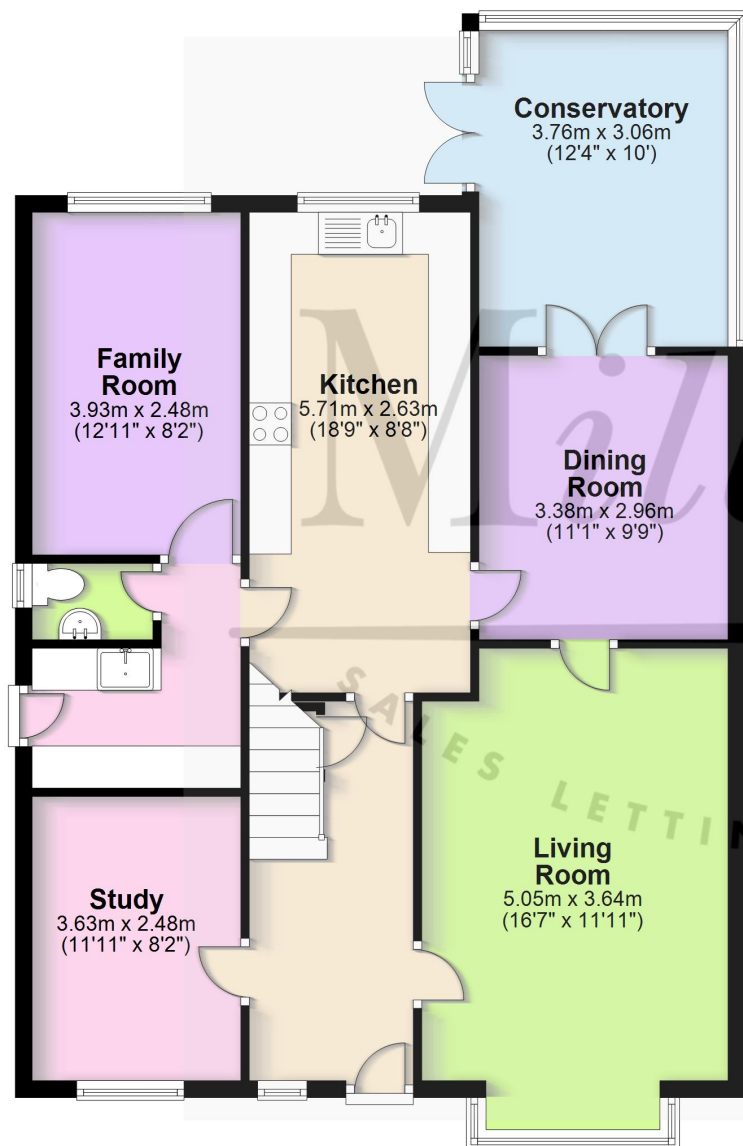 Conservatory
3.76m x 3.06m
(12'4" x 10')
Family
Room
3.93m x 2.48m
(12'11" x 8'2")
Kitchen
5.71m x 2.63m
(18'9" x 8'8")
Dining
Room
3.38m x 2.96m
(11'1" x 9'9")
Study
3.63m x 2.48m
(11'11" x 8'2")
Living
Room
5.05m x 3.64m
(16'7" x 11'11")
Mil
SALES LETTIN